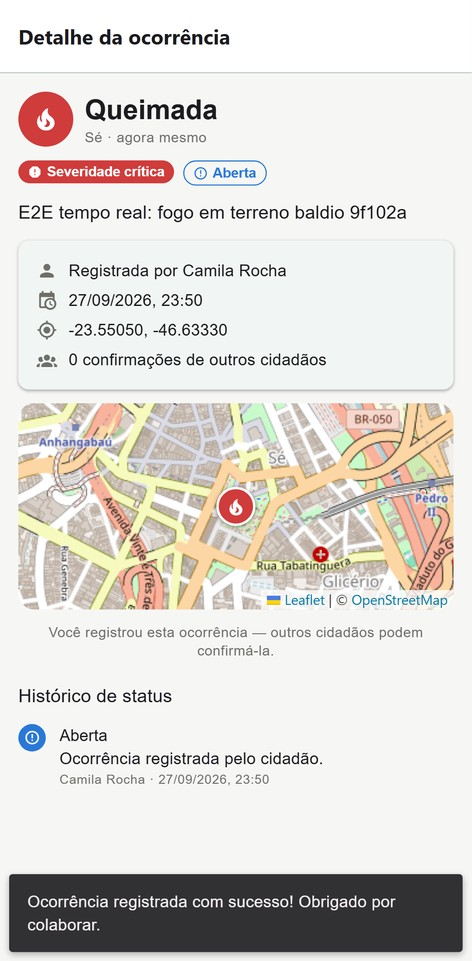 Detalhe da ocorrência
Queimada
Sé · agora mesmo
Severidade crítica
Aberta
E2E tempo real: fogo em terreno baldio 9f102a
Registrada por Camila Rocha
27/09/2026, 23:50
-23.55050, -46.63330
0 confirmações de outros cidadãos
BR-050
Anhangabaú
Sé
Pedro
II
Avenida Vinte e Três de
Rua Genebra
Rua Tabatinguera
Glicério
Leaflet | © OpenStreetMap
Você registrou esta ocorrência — outros cidadãos podem
confirmá-la.
Histórico de status
Aberta
Ocorrência registrada pelo cidadão.
Camila Rocha · 27/09/2026, 23:50
Ocorrência registrada com sucesso! Obrigado por
colaborar.